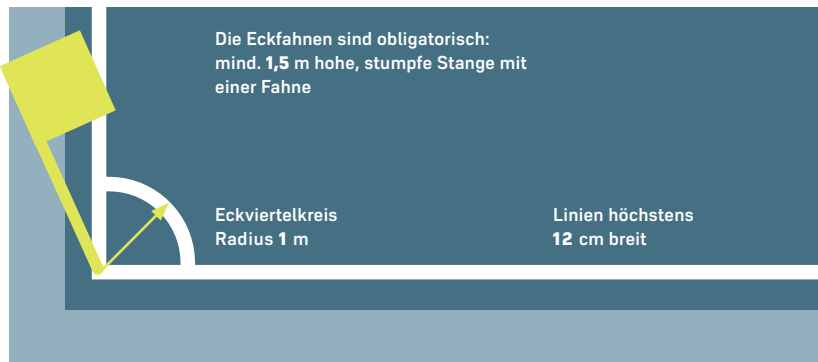 Die Eckfahnen sind obligatorisch:
mind. 1,5 m hohe, stumpfe Stange mit
einer Fahne
Eckviertelkreis
Radius 1 m
Linien höchstens
12 cm breit